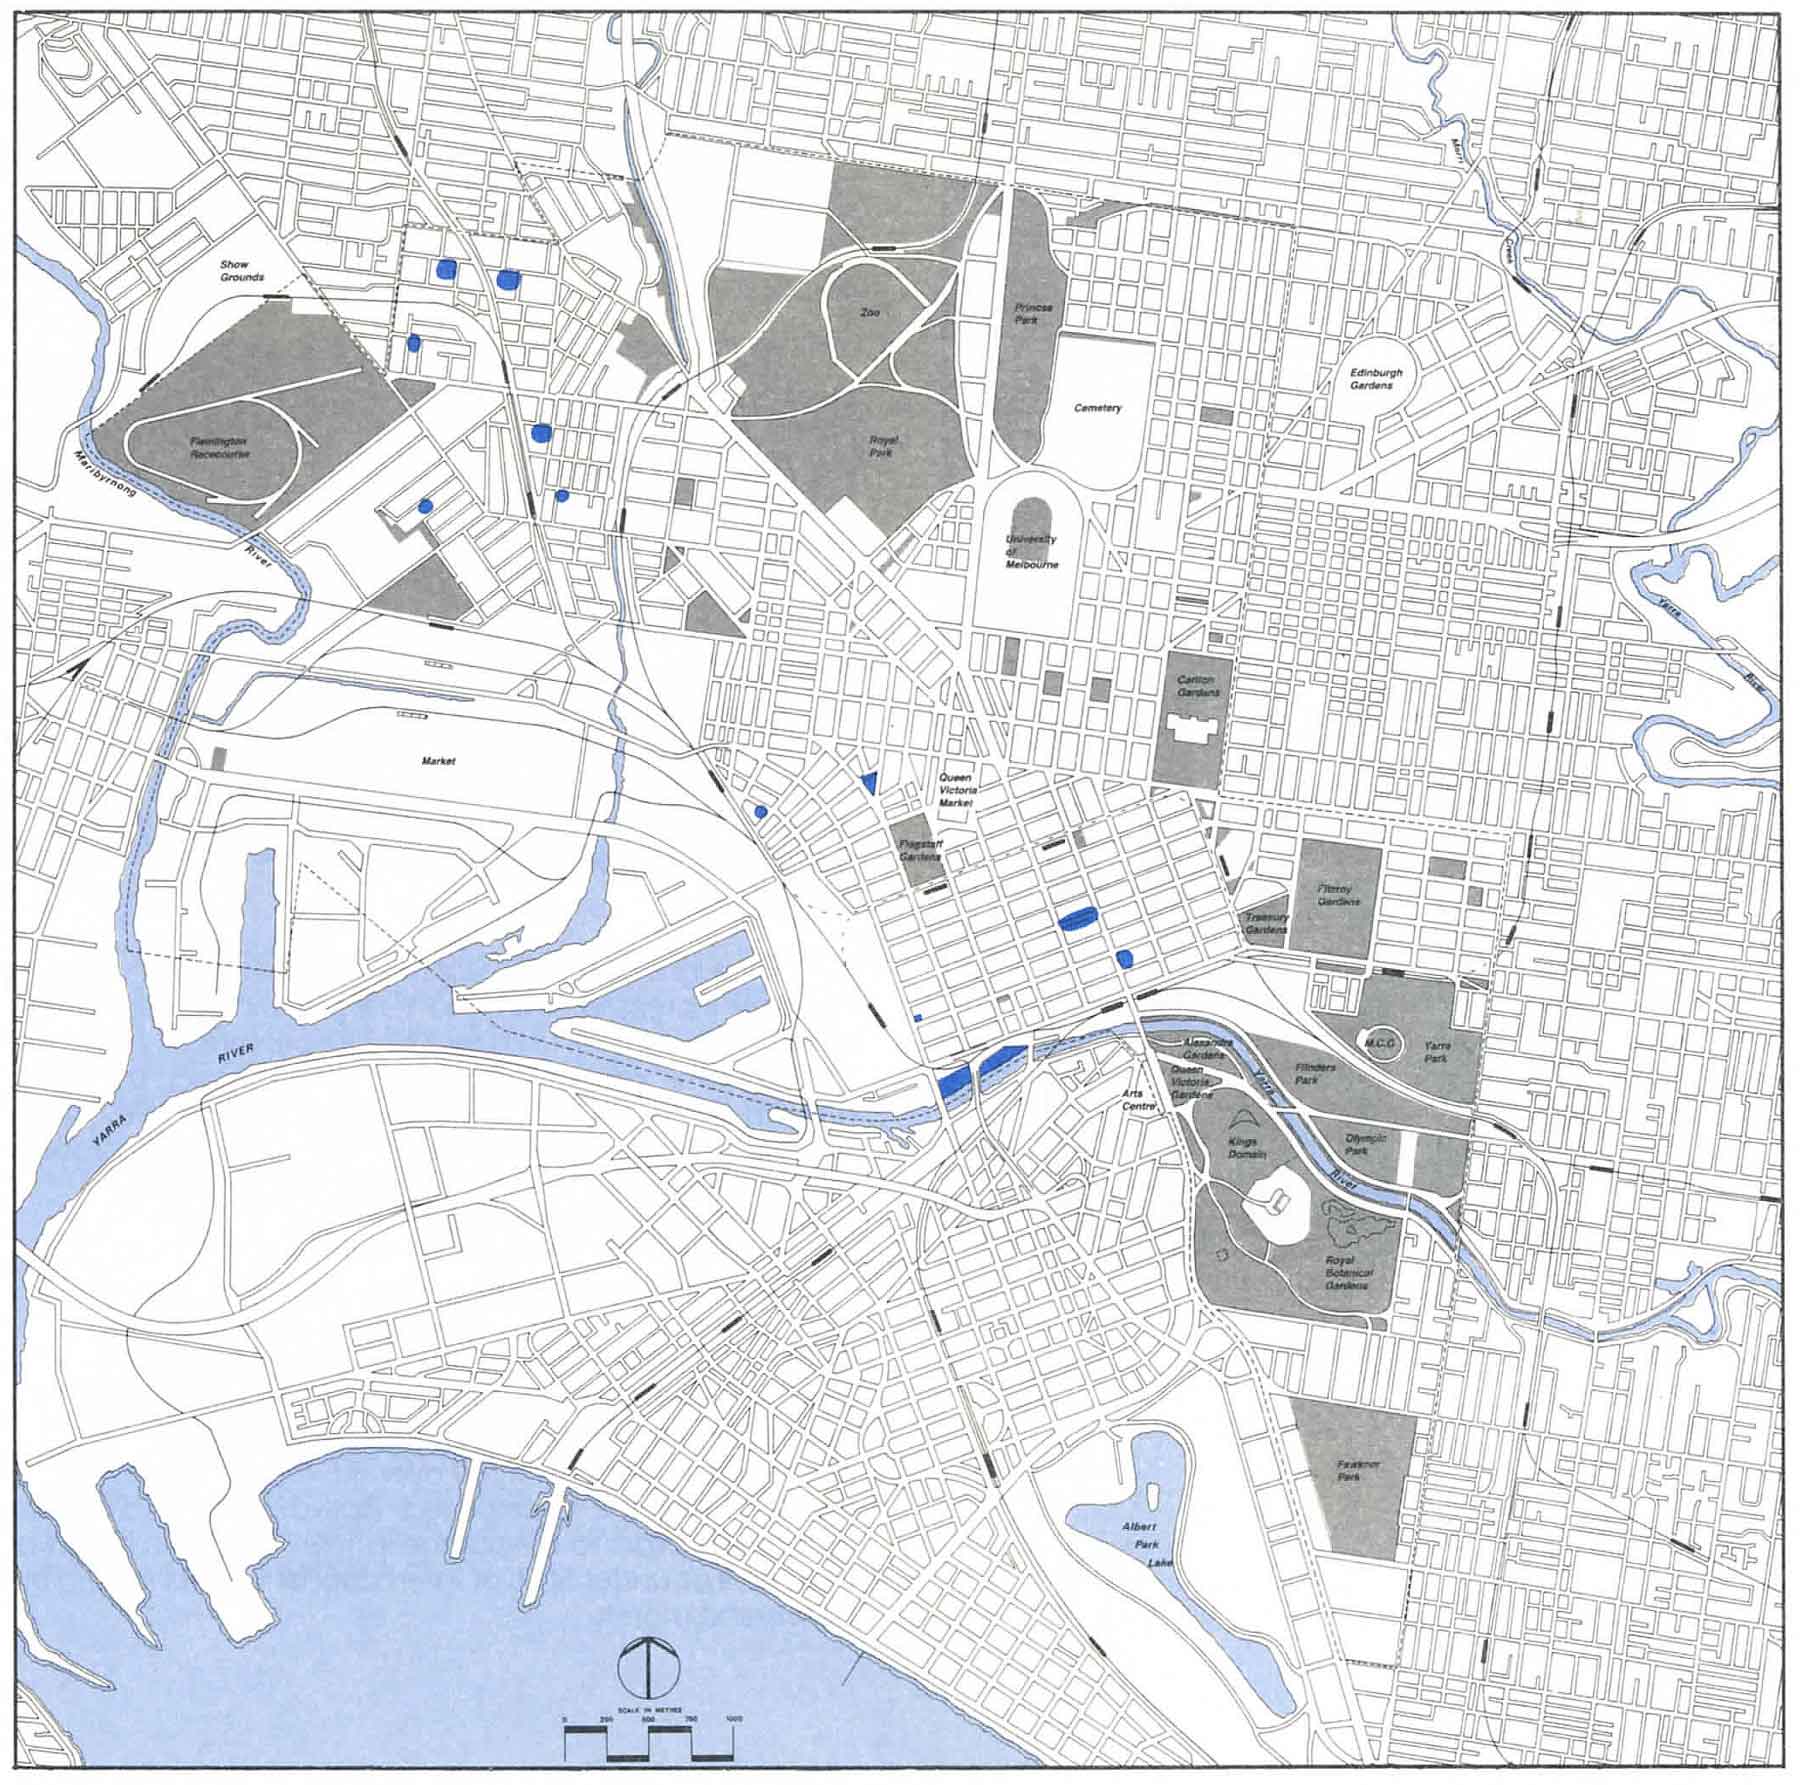 Merri
Creek
Show
Grounds
Zoo
Princes
Park
Edinburgh
Gardens
Cemetery
Flemington
Racecourse
Maribyrnong
River
Royal
Park
University
of
Melbourne
Yarra
River
Carlton
Gardens
Market
Queen
Victoria
Market
Flagstaff
Gardens
Fitzroy
Gardens
Treasury
Gardens
YARRA
RIVER
M.C.G
Yarra
Park
Alexandra
Gardens
Queen
Victoria
Gardens
Flinders
Park
Yarra
River
Arts
Centre
Kings
Domain
Olympic
Park
Royal
Botanical
Gardens
Fawkner
Park
Albert
Park
Lake
SCALE IN METRES
0 250 500 750 1000